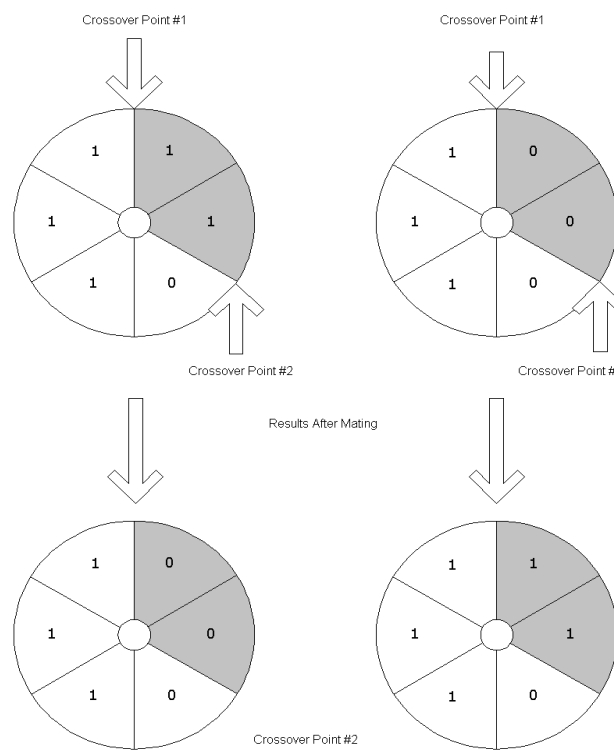 Crossover Point #1 Crossover Point #1
1 1 1 0
1 1 1 0
1 0 1 0
Crossover Point #2 Crossover Point #
Results After Mating
1 0 1 1
1 0 1 1
1 0 1 0
Crossover Point #2